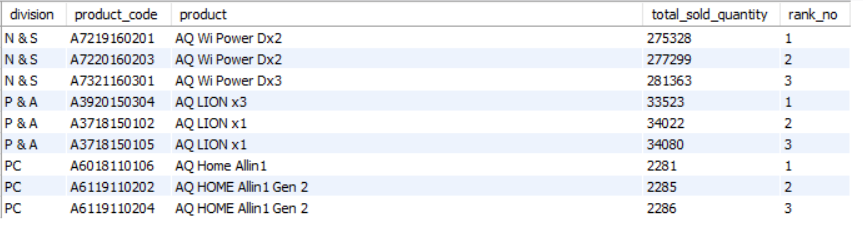 division product_code product total_sold_quantity rank_no
N & S A7219160201 AQ Wi Power Dx2 275328 1
N & S A7220160203 AQ Wi Power Dx2 277299 2
N & S A7321160301 AQ Wi Power Dx3 281363 3
P & A A3920150304 AQ LION x3 33523 1
P & A A3718150102 AQ LION x1 34022 2
P & A A3718150105 AQ LION x1 34080 3
PC A6018110106 AQ Home Allin1 2281 1
PC A6119110202 AQ HOME Allin1 Gen 2 2285 2
PC A6119110204 AQ HOME Allin1 Gen 2 2286 3